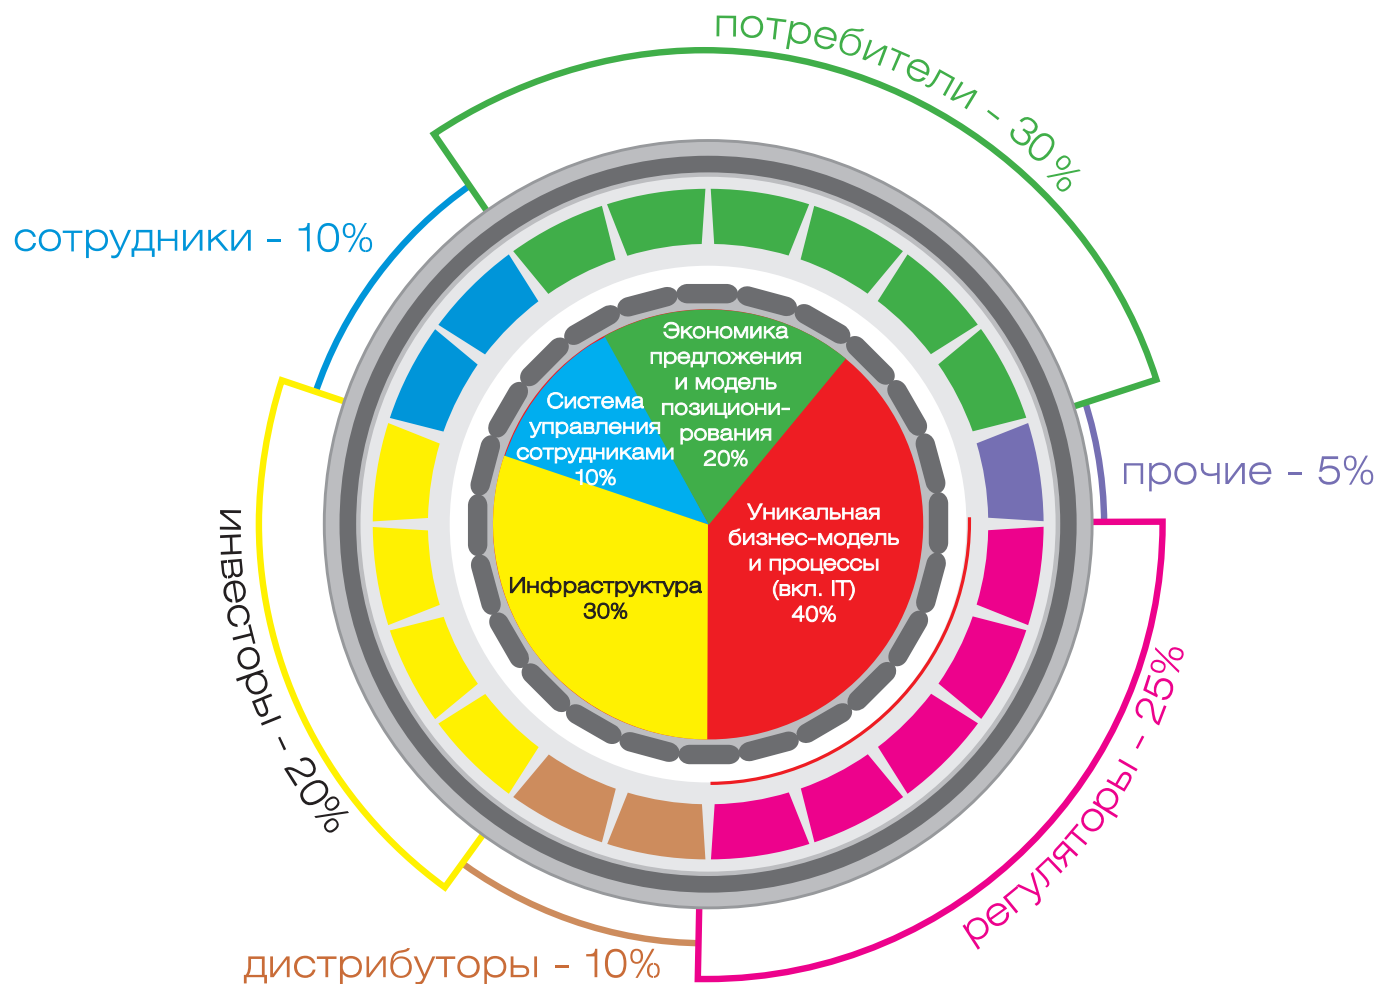 потребители - 30%
сотрудники - 10%
Экономика
предложения
и модель
позициони-
рования
20%
Система
управления
сотрудниками
10%
прочие - 5%
Уникальная
бизнес-модель
и процессы
(вкл. IT)
40%
Инфраструктура
30%
инвесторы - 20%
регуляторы - 25%
дистрибуторы - 10%